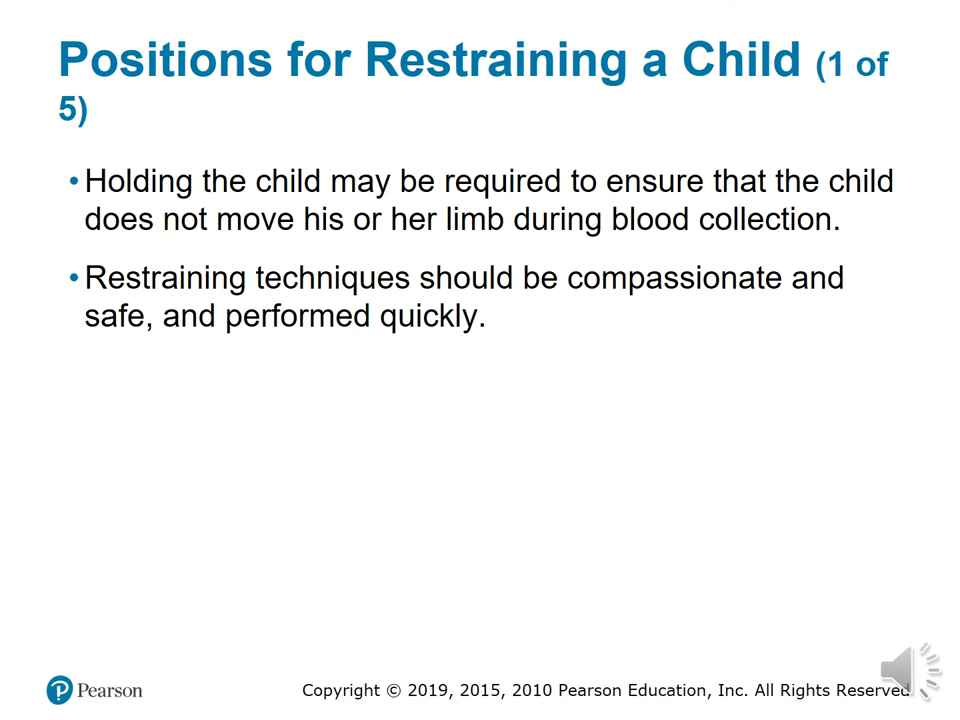 Positions for Restraining a Child (1 of
5)
• Holding the child may be required to ensure that the child
does not move his or her limb during blood collection.
• Restraining techniques should be compassionate and
safe, and performed quickly.
Pearson
Copyright © 2019, 2015, 2010 Pearson Education, Inc. All Rights Reserved